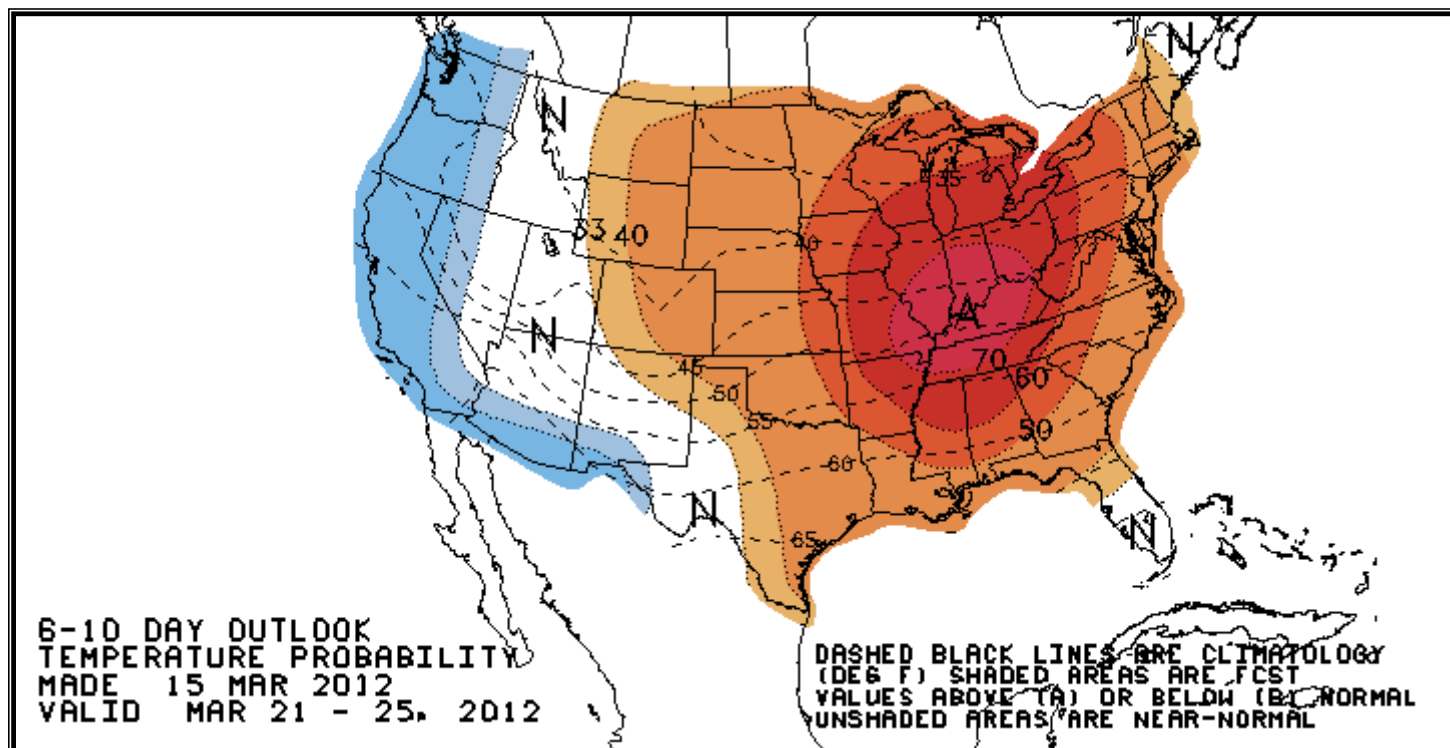 N
N
33 40
35
40
A
N
70
60
45
50
55
50
60
N
65
N
6-10 DAY OUTLOOK
TEMPERATURE PROBABILITY
MADE 15 MAR 2012
VALID MAR 21 - 25, 2012
DASHED BLACK LINES ARE CLIMATOLOGY
(DEG F) SHADED AREAS ARE FCST
VALUES ABOVE (A) OR BELOW (B) NORMAL
UNSHADED AREAS ARE NEAR-NORMAL